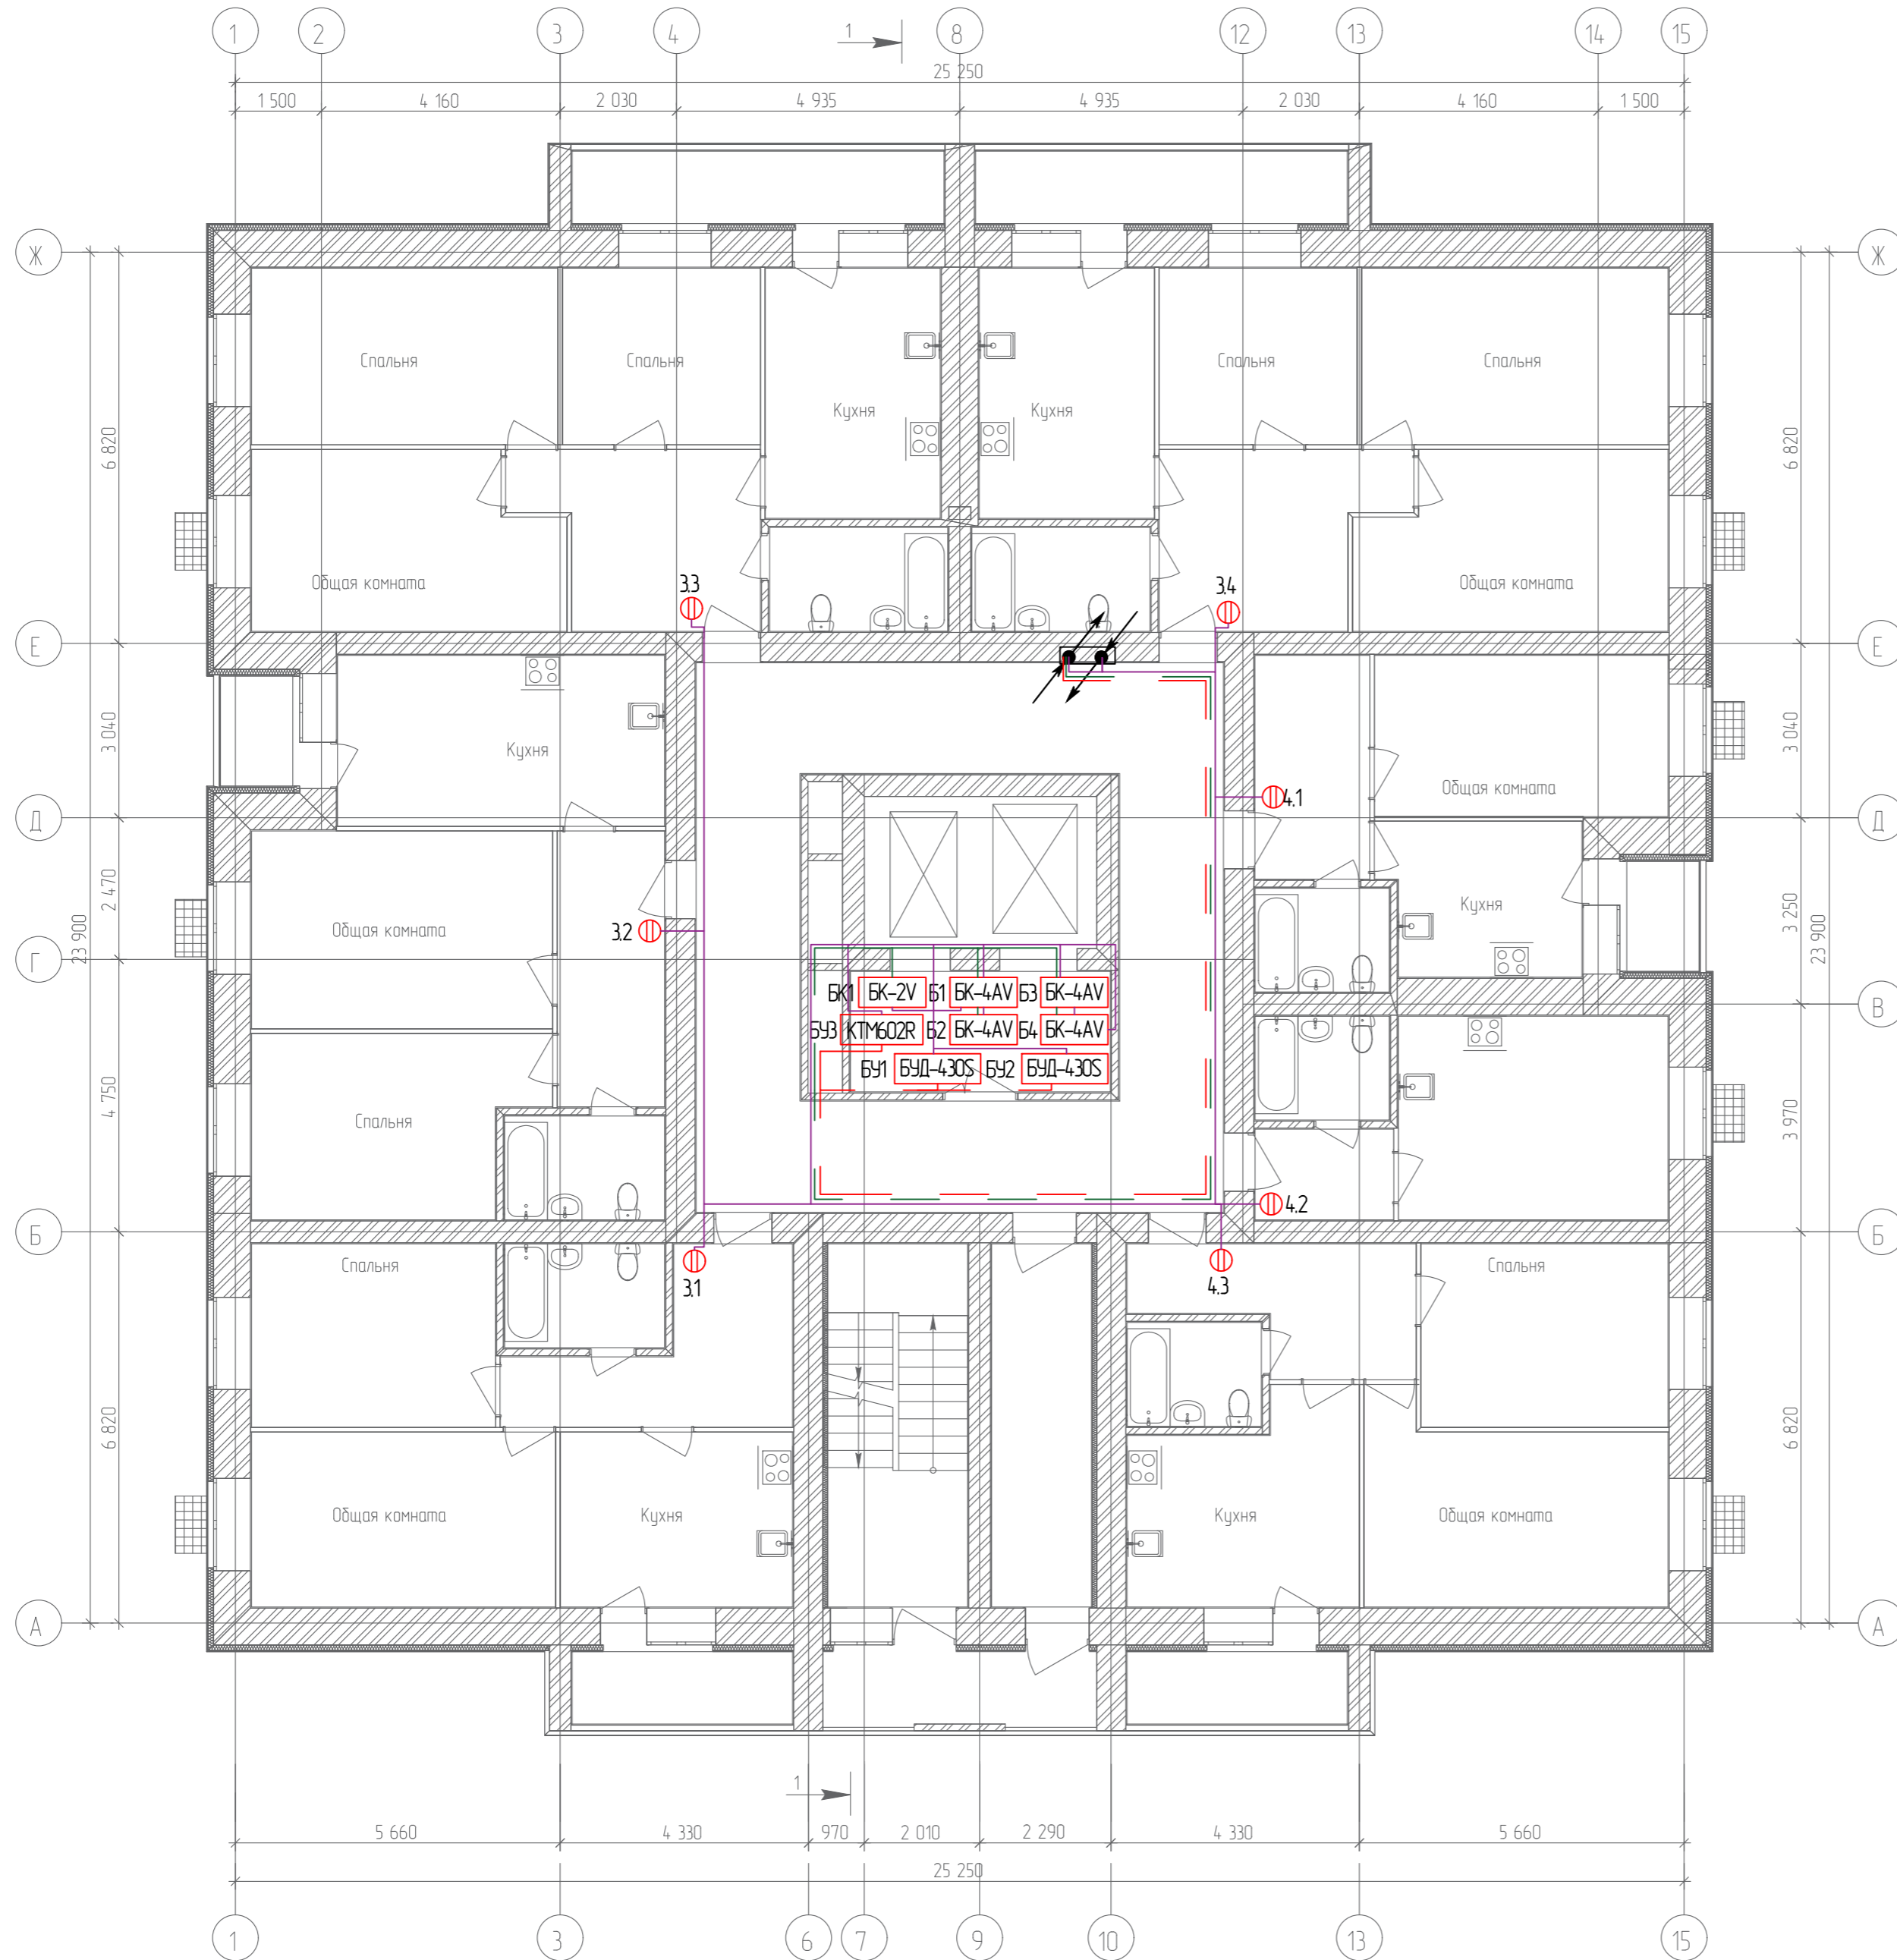 1 2 3 4 8 12 13 14 15
1
25 250
1 500 4 160 2 030 4 935 4 935 2 030 4 160 1 500
Ж Ж
Спальня Спальня Спальня Спальня
Кухня Кухня
6 820 6 820
Общая комната Общая комната
3.3 3.4
Е Е
3 040 3 040
Кухня
Общая комната
4.1
Д Д
2 470
Кухня
3 250
Общая комната
3.2
23 900 23 900
Г
БК1 БК-2V Б1 БК-4AV Б3 БК-4AV
В
БУ3 КТМ602R Б2 БК-4AV Б4 БК-4AV
БУ1 БУД-430S БУ2 БУД-430S
4 750
Спальня
3 970
4.2
Б Б
Спальня Спальня
3.1 4.3
6 820 6 820
Общая комната Кухня Кухня Общая комната
А А
1
5 660 4 330 970 2 010 2 290 4 330 5 660
25 250
1 3 6 7 9 10 13 15